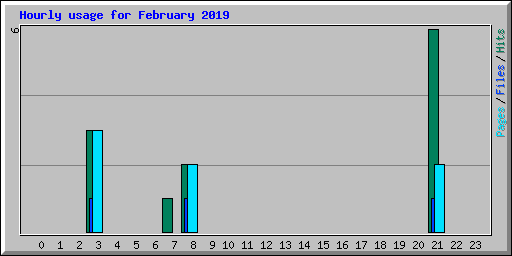 Hourly usage for February 2019
6
Pages/Files/Hits
0 1 2 3 4 5 6 7 8 9 10 11 12 13 14 15 16 17 18 19 20 21 22 23